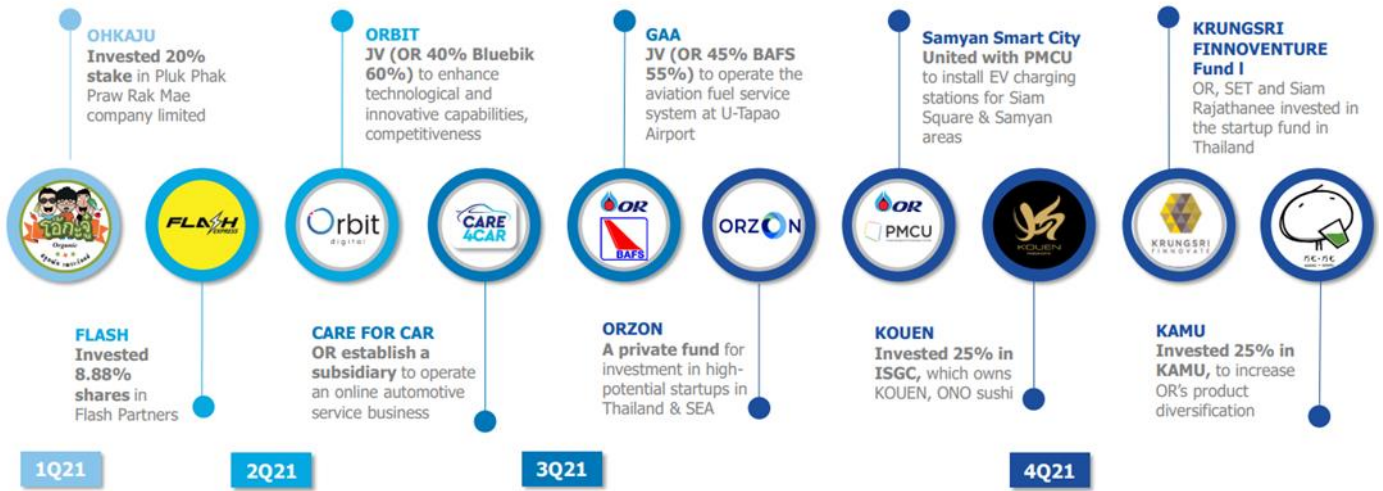 OHKAJU
Invested 20%
stake in Pluk Phak
Praw Rak Mae
company limited
ORBIT
JV (OR 40% Bluebik
60%) to enhance
technological and
innovative capabilities,
competitiveness
GAA
JV (OR 45% BAFS
55%) to operate the
aviation fuel service
system at U-Tapao
Airport
Samyan Smart City
United with PMCU
to install EV charging
stations for Siam
Square & Samyan
areas
KRUNGSRI
FINNOVENTURE
Fund I
OR, SET and Siam
Rajathanee invested in
the startup fund in
Thailand
โอ้กะจู๋
Organic
FLASH
EXPRESS
Orbit
digital
CARE
4CAR
OR
BAFS
ORZON
OR
PMCU
KOUEN
KRUNGSRI
FINNOVATE
FLASH
Invested
8.88%
shares in
Flash Partners
CARE FOR CAR
OR establish a
subsidiary to operate
an online automotive
service business
ORZON
A private fund for
investment in high-
potential startups in
Thailand & SEA
KOUEN
Invested 25% in
ISGC, which owns
KOUEN, ONO sushi
KAMU
Invested 25% in
KAMU, to increase
OR's product
diversification
1Q21
2Q21
3Q21
4Q21